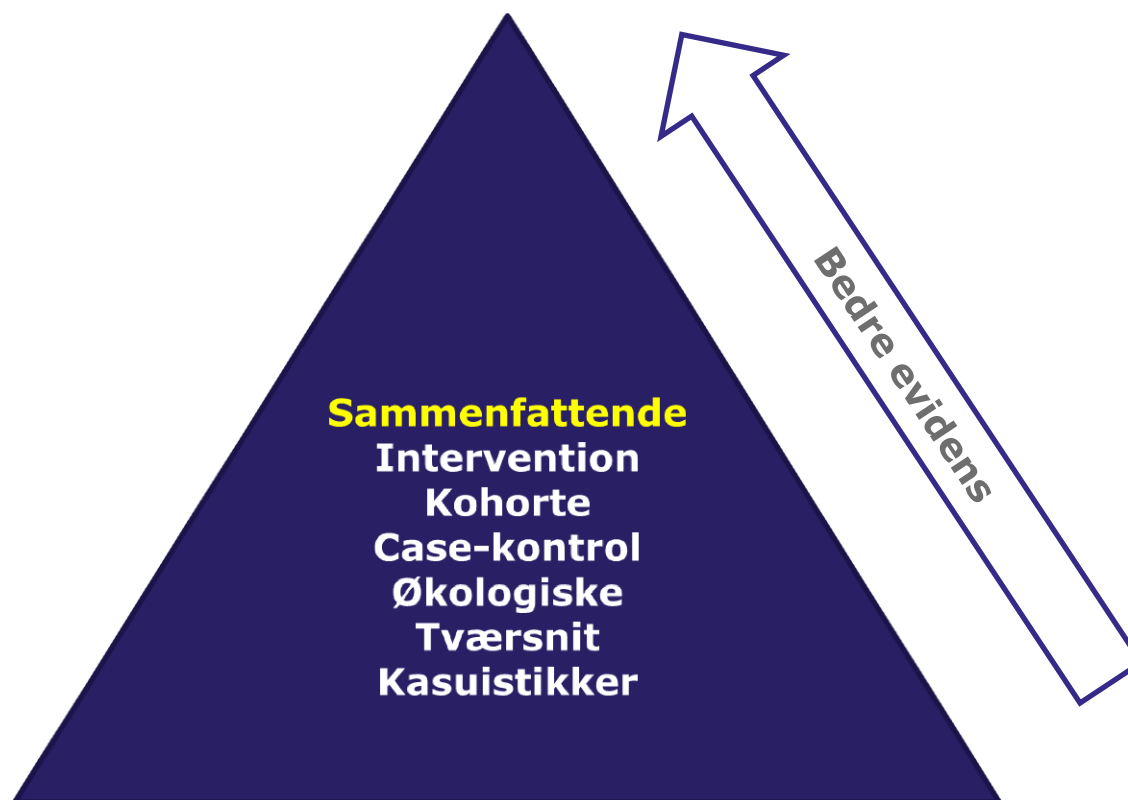 Sammenfattende
Intervention
Kohorte
Case-kontrol
Økologiske
Tværsnit
Kasuistikker
Bedre evidens